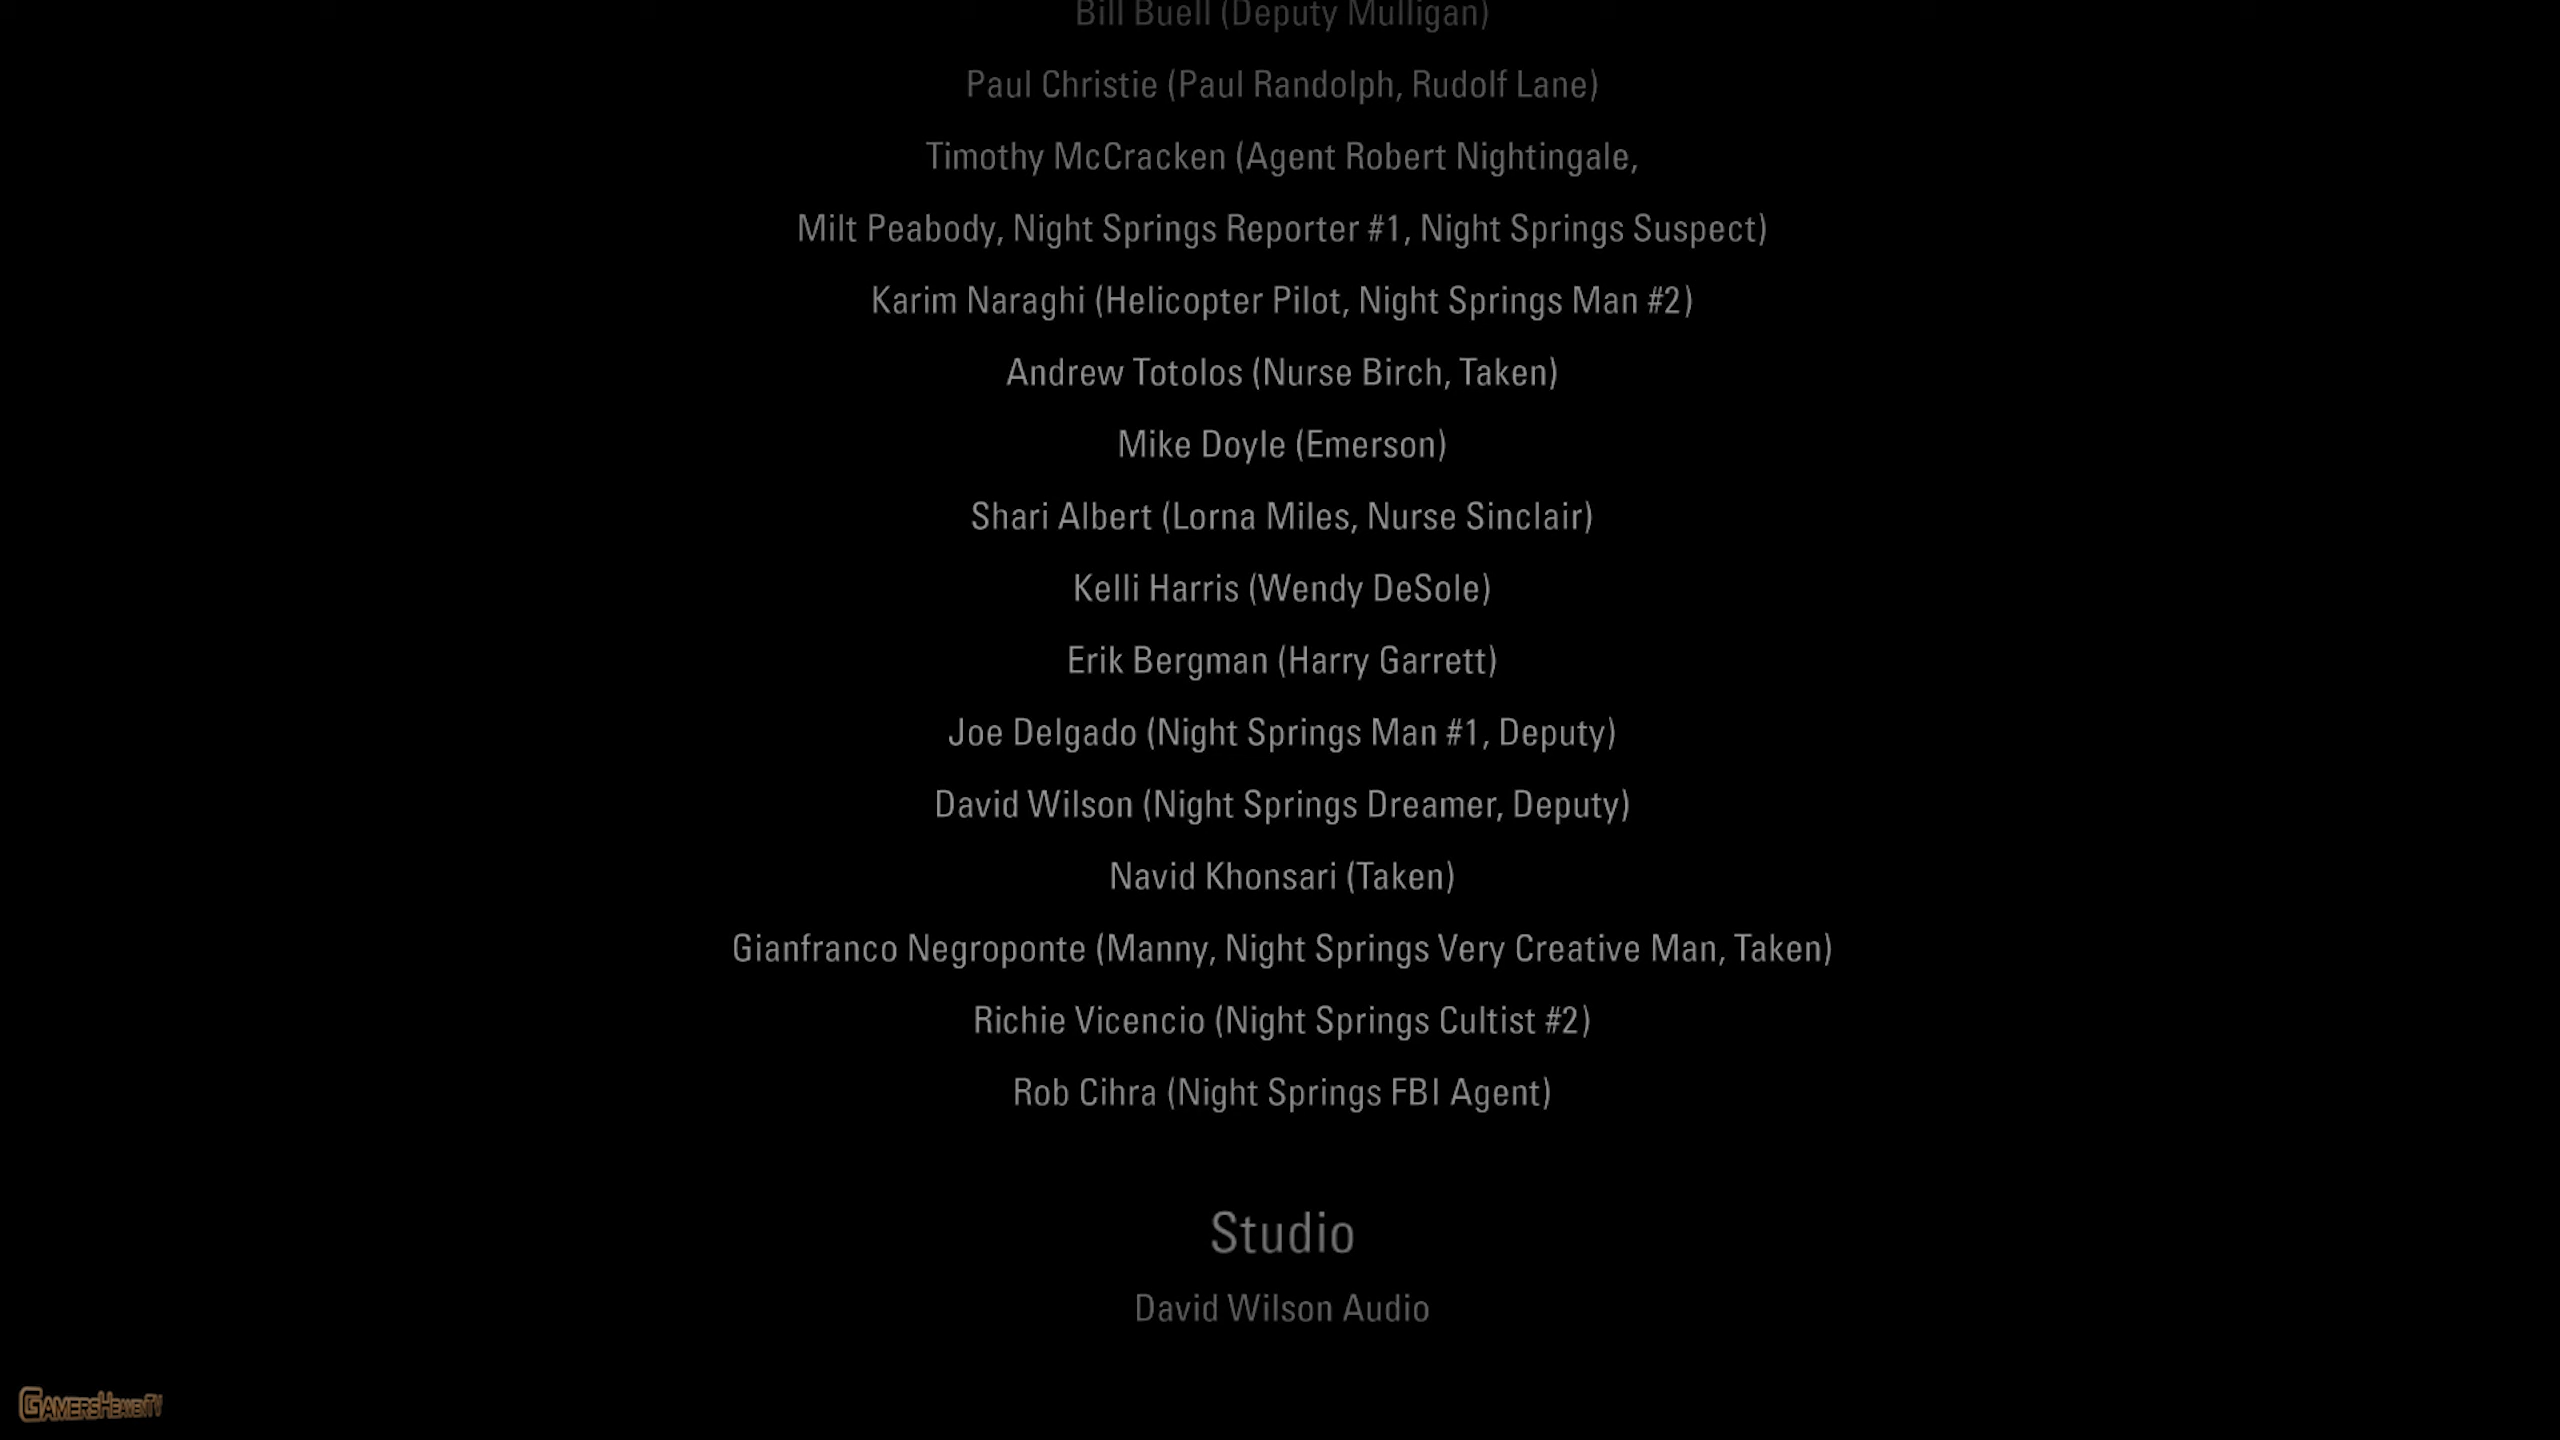 Bill Buell (Deputy Mulligan)
Paul Christie (Paul Randolph, Rudolf Lane)
Timothy McCracken (Agent Robert Nightingale,
Milt Peabody, Night Springs Reporter #1, Night Springs Suspect)
Karim Naraghi (Helicopter Pilot, Night Springs Man #2)
Andrew Totolos (Nurse Birch, Taken)
Mike Doyle (Emerson)
Shari Albert (Lorna Miles, Nurse Sinclair)
Kelli Harris (Wendy DeSole)
Erik Bergman (Harry Garrett)
Joe Delgado (Night Springs Man #1, Deputy)
David Wilson (Night Springs Dreamer, Deputy)
Navid Khonsari (Taken)
Gianfranco Negroponte (Manny, Night Springs Very Creative Man, Taken)
Richie Vicencio (Night Springs Cultist #2)
Rob Cihra (Night Springs FBI Agent)
Studio
David Wilson Audio
GamersHeavenTV